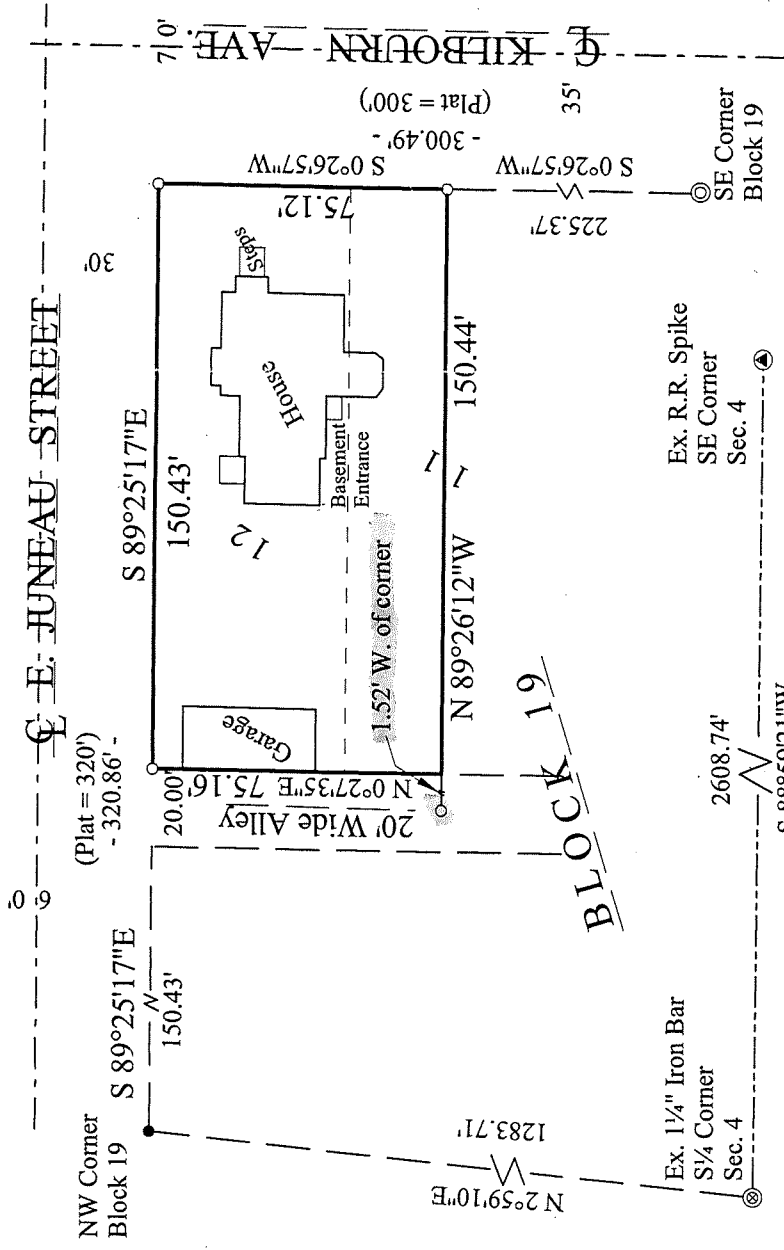 ℄ E. JUNEAU STREET
60'
30'
℄ KILBOURN AVE.
70'
35'
(Plat = 320')
- 320.86' -
NW Corner
Block 19
S 89°25'17"E
150.43'
20.00'
S 89°25'17"E
150.43'
S 0°26'57"W
75.12'
- 300.49' -
(Plat = 300')
Steps
House
12
Garage
Basement
Entrance
20' Wide Alley
N 0°27'35"E 75.16'
1.52' W. of corner
N 89°26'12"W
150.44'
11
S 0°26'57"W
225.37'
SE Corner
Block 19
BLOCK 19
N 2°59'10"E
1283.71'
Ex. 1¼" Iron Bar
S¼ Corner
Sec. 4
Ex. R.R. Spike
SE Corner
Sec. 4
2608.74'